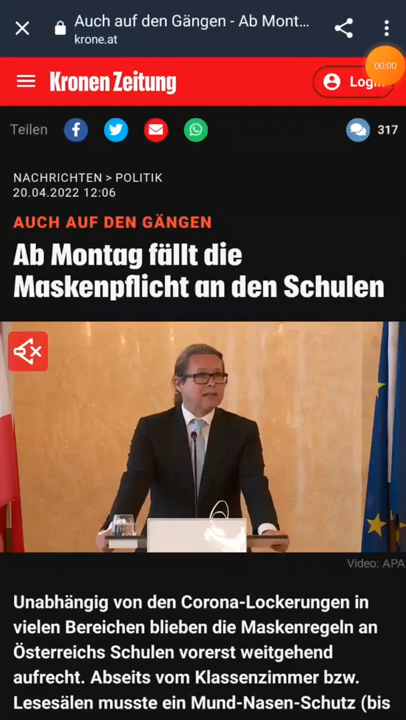 Auch auf den Gängen - Ab Mont...
krone.at
00:00
Kronen Zeitung
Login
Teilen
317
NACHRICHTEN > POLITIK
20.04.2022 12:06
AUCH AUF DEN GÄNGEN
Ab Montag fällt die
Maskenpflicht an den Schulen
Video: APA
Unabhängig von den Corona-Lockerungen in
vielen Bereichen blieben die Maskenregeln an
Österreichs Schulen vorerst weitgehend
aufrecht. Abseits vom Klassenzimmer bzw.
Lesesälen musste ein Mund-Nasen-Schutz (bis